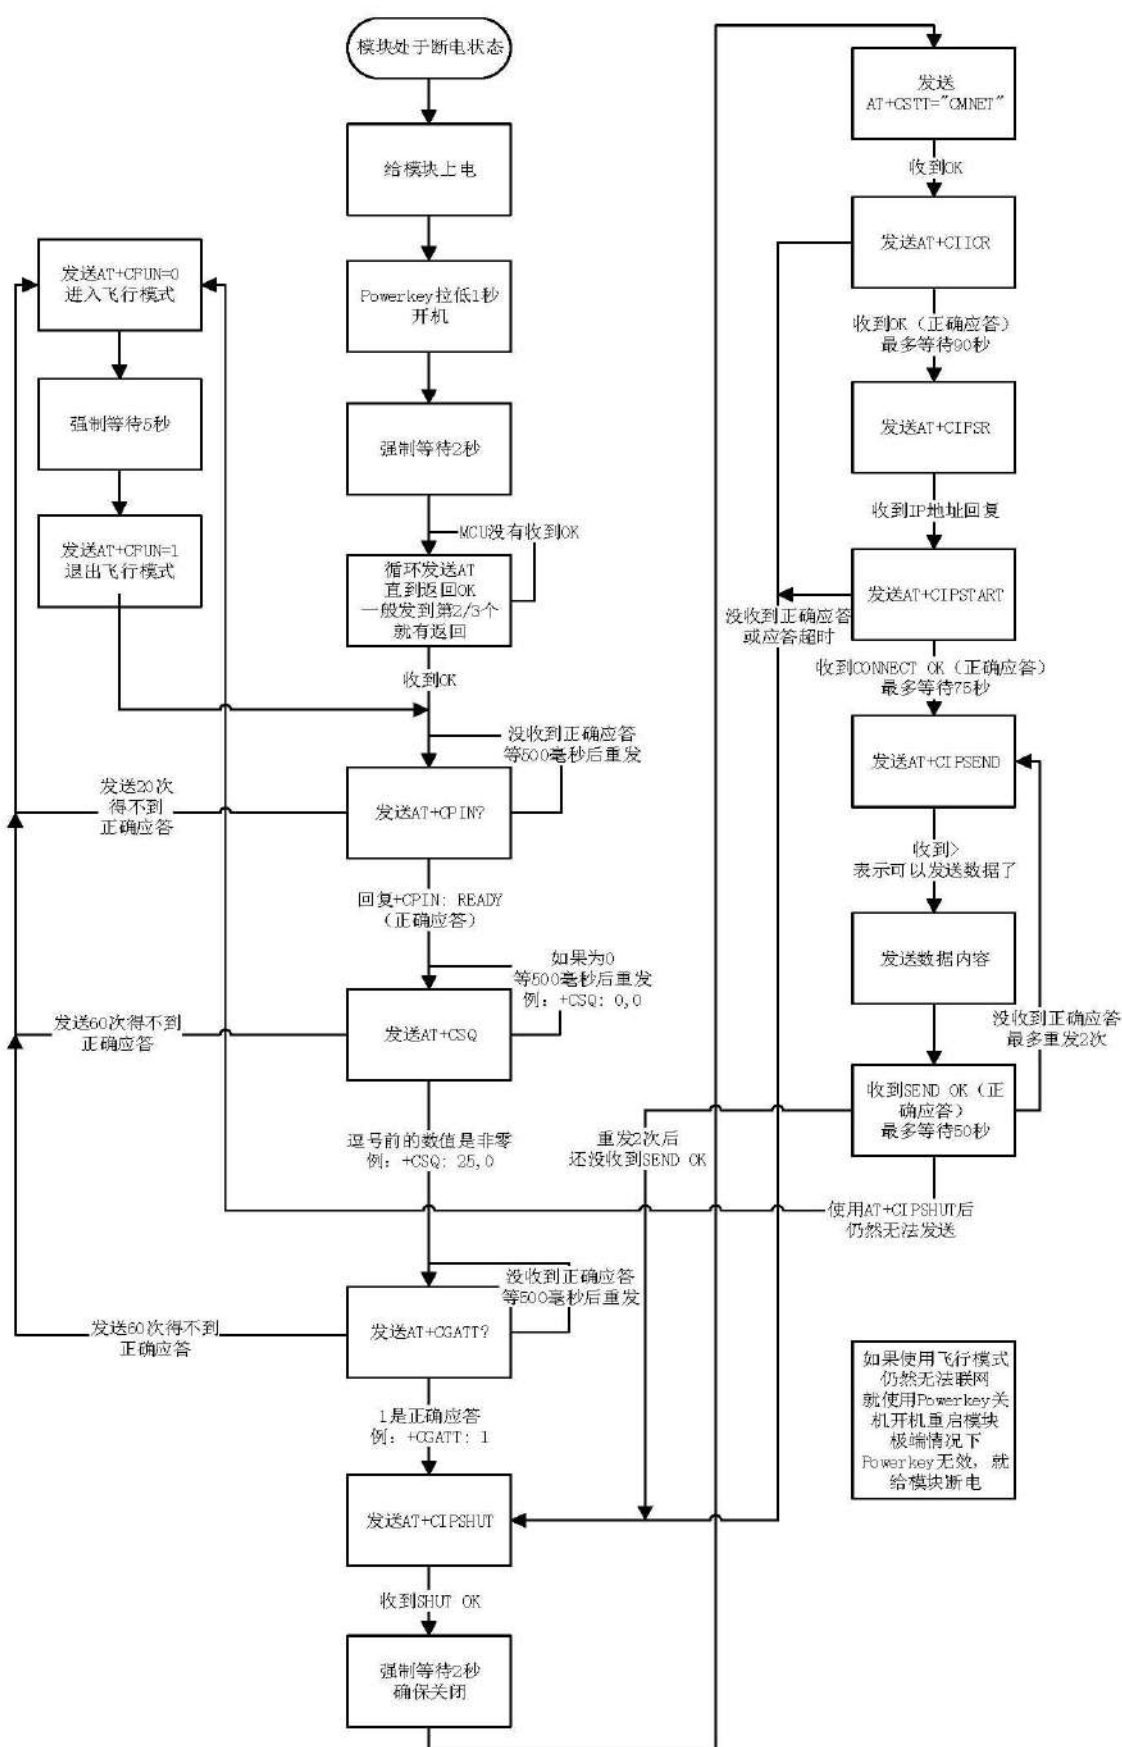 模块处于断电状态
给模块上电
Powerkey拉低1秒
开机
强制等待2秒
MCU没有收到OK
循环发送AT
直到返回OK
一般发到第2/3个
就有返回
收到OK
发送AT+CFUN=0
进入飞行模式
强制等待5秒
发送AT+CFUN=1
退出飞行模式
没收到正确应答
等500毫秒后重发
发送AT+CPIN?
发送20次
得不到
正确应答
回复+CPIN: READY
（正确应答）
如果为0
等500毫秒后重发
例：+CSQ: 0,0
发送AT+CSQ
发送60次得不到
正确应答
逗号前的数值是非零
例：+CSQ: 25,0
没收到正确应答
等500毫秒后重发
发送AT+CGATT?
发送60次得不到
正确应答
1是正确应答
例：+CGATT: 1
发送AT+CIPSHUT
收到SHUT OK
强制等待2秒
确保关闭
发送
AT+CSTT="CMNET"
收到OK
发送AT+CIICR
收到OK（正确应答）
最多等待90秒
发送AT+CIFSR
收到IP地址回复
发送AT+CIPSTART
没收到正确应答
或应答超时
收到CONNECT OK（正确应答）
最多等待75秒
发送AT+CIPSEND
收到>
表示可以发送数据了
发送数据内容
没收到正确应答
最多重发2次
收到SEND OK（正
确应答）
最多等待50秒
重发2次后
还没收到SEND OK
使用AT+CIPSHUT后
仍然无法发送
如果使用飞行模式
仍然无法联网
就使用Powerkey关
机开机重启模块
极端情况下
Powerkey无效，就
给模块断电